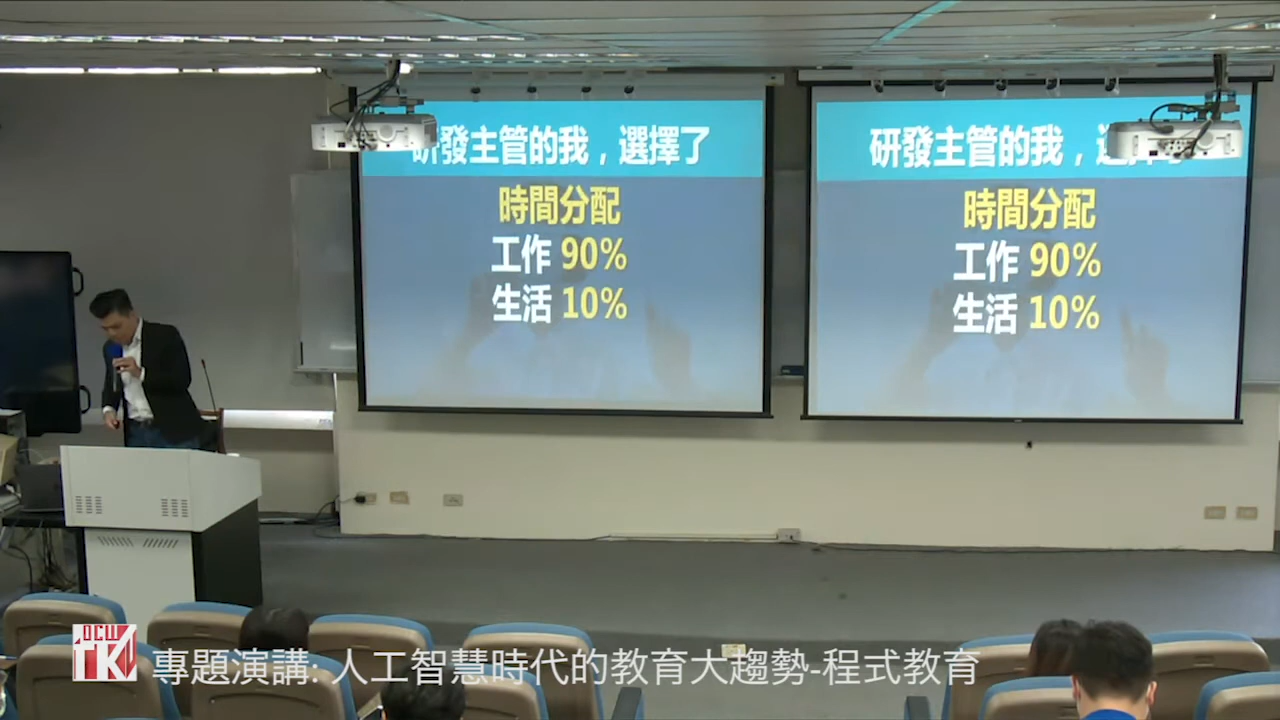 研發主管的我，選擇了
時間分配
工作 90%
生活 10%
研發主管的我，
時間分配
工作 90%
生活 10%
OCW
TK
專題演講: 人工智慧時代的教育大趨勢-程式教育